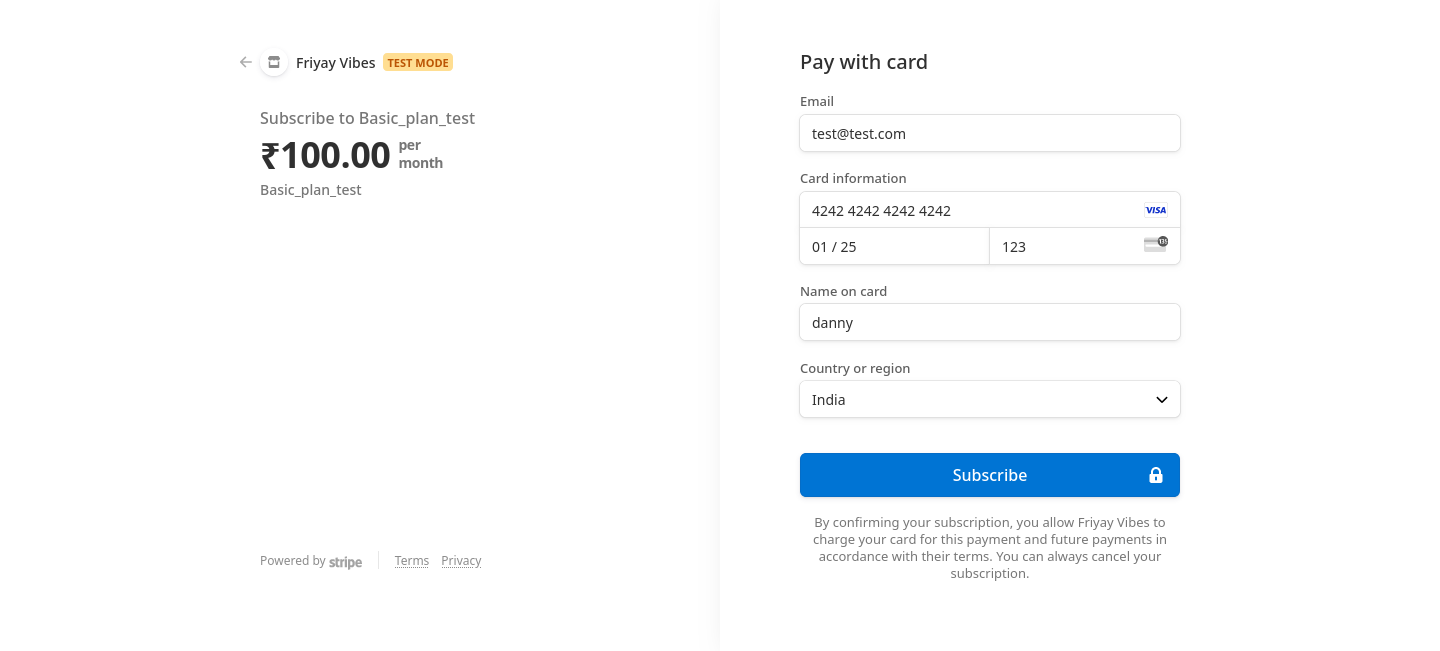 Friyay Vibes TEST MODE
Subscribe to Basic_plan_test
₹100.00 per
month
Basic_plan_test
Powered by stripe Terms Privacy
Pay with card
Email
test@test.com
Card information
4242 4242 4242 4242 VISA
01 / 25 123
Name on card
danny
Country or region
India
Subscribe
By confirming your subscription, you allow Friyay Vibes to
charge your card for this payment and future payments in
accordance with their terms. You can always cancel your
subscription.